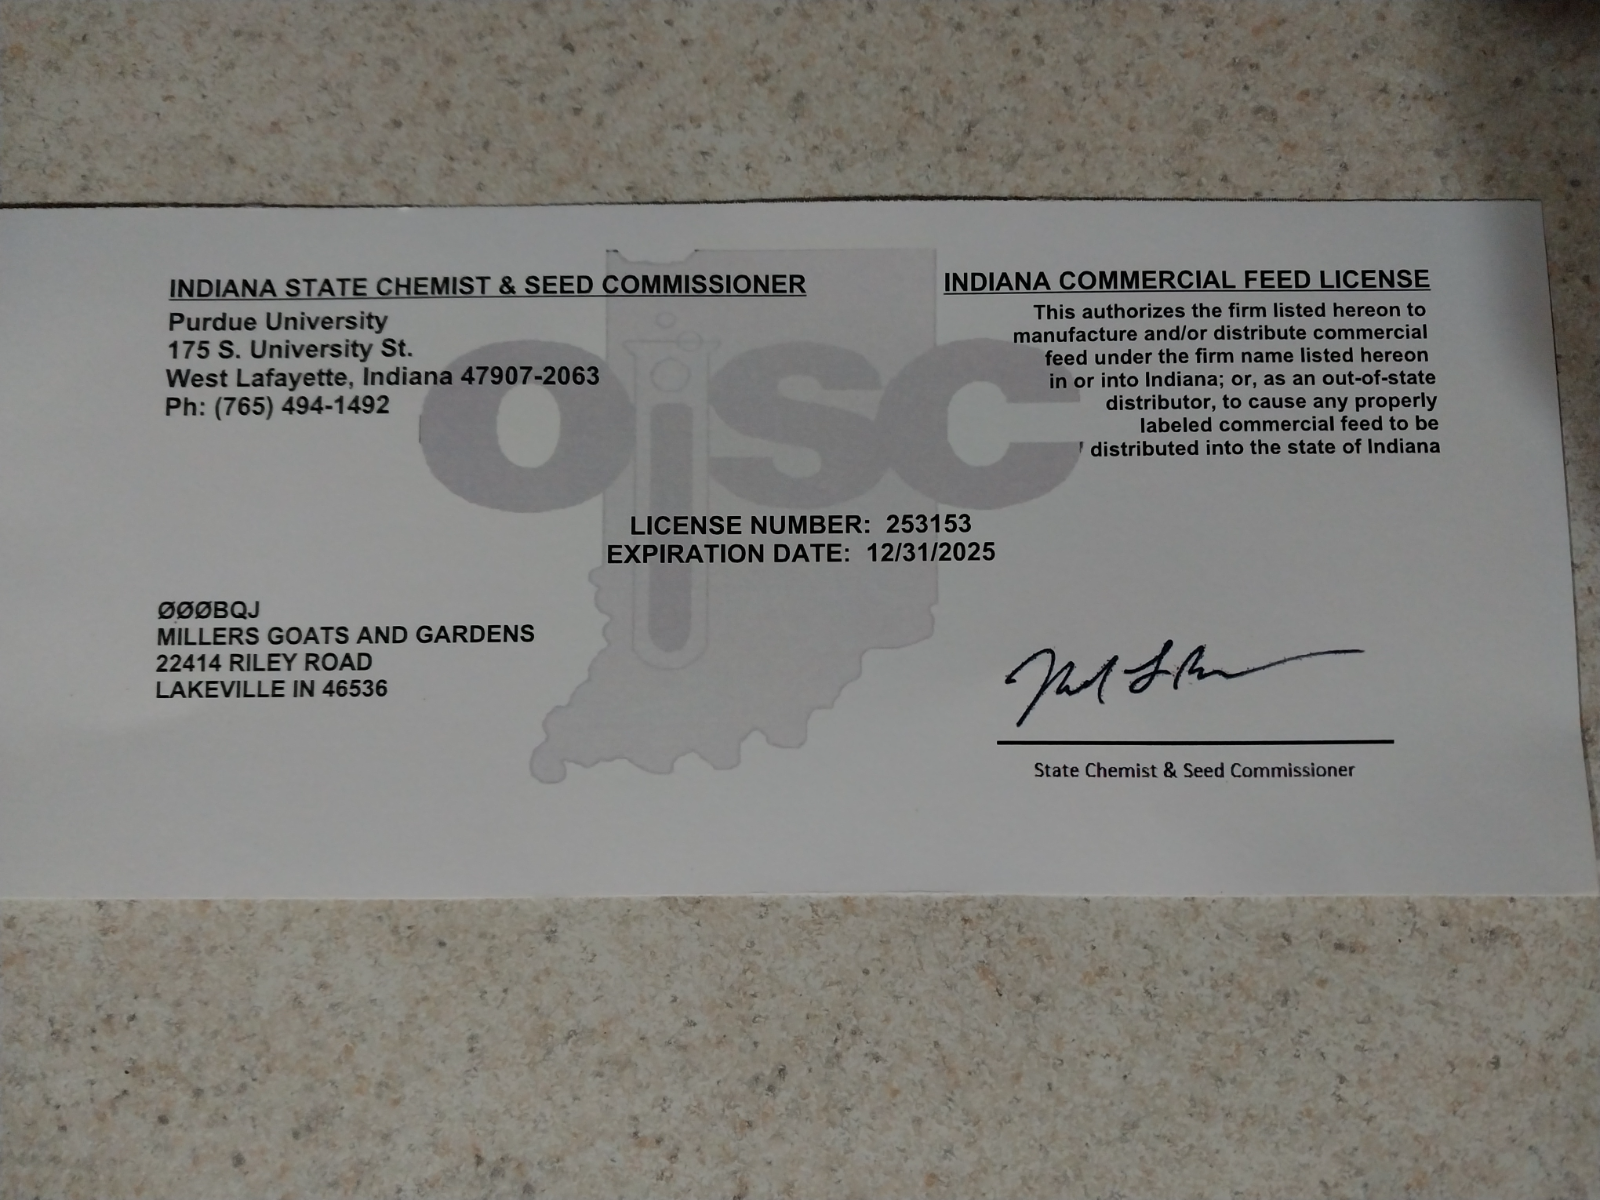 INDIANA STATE CHEMIST & SEED COMMISSIONER
Purdue University
175 S. University St.
West Lafayette, Indiana 47907-2063
Ph: (765) 494-1492
INDIANA COMMERCIAL FEED LICENSE
This authorizes the firm listed hereon to
manufacture and/or distribute commercial
feed under the firm name listed hereon
in or into Indiana; or, as an out-of-state
distributor, to cause any properly
labeled commercial feed to be
distributed into the state of Indiana
OISC
LICENSE NUMBER: 253153
EXPIRATION DATE: 12/31/2025
ØØØBQJ
MILLERS GOATS AND GARDENS
22414 RILEY ROAD
LAKEVILLE IN 46536
State Chemist & Seed Commissioner